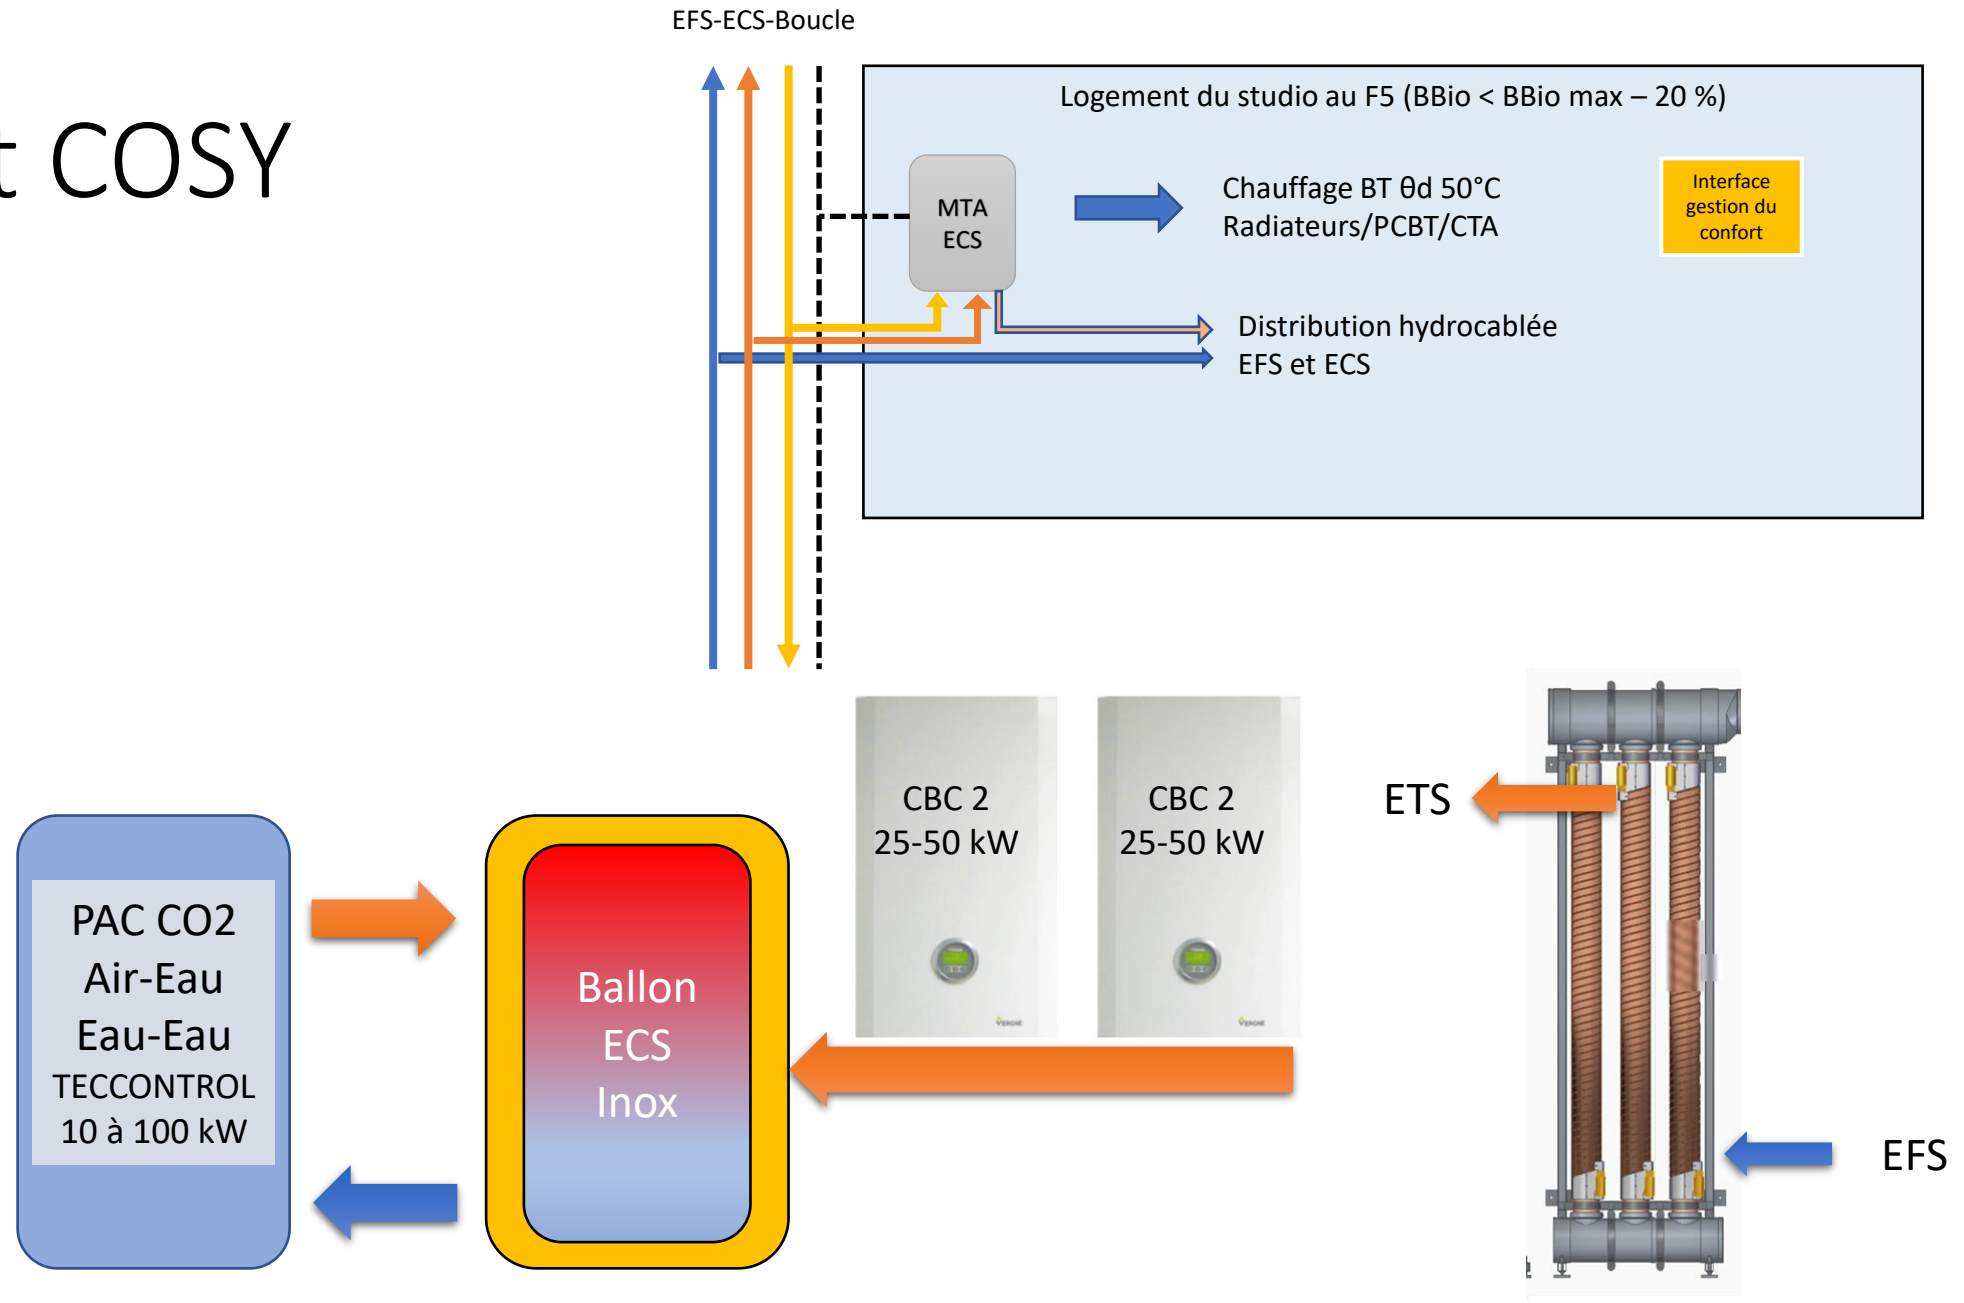 EFS-ECS-Boucle
t COSY
Logement du studio au F5 (BBio < BBio max – 20 %)
MTA
ECS
Chauffage BT θd 50°C
Radiateurs/PCBT/CTA
Interface
gestion du
confort
Distribution hydrocablée
EFS et ECS
CBC 2
25-50 kW
VERGNE
CBC 2
25-50 kW
VERGNE
ETS
EFS
PAC CO2
Air-Eau
Eau-Eau
TECCONTROL
10 à 100 kW
Ballon
ECS
Inox